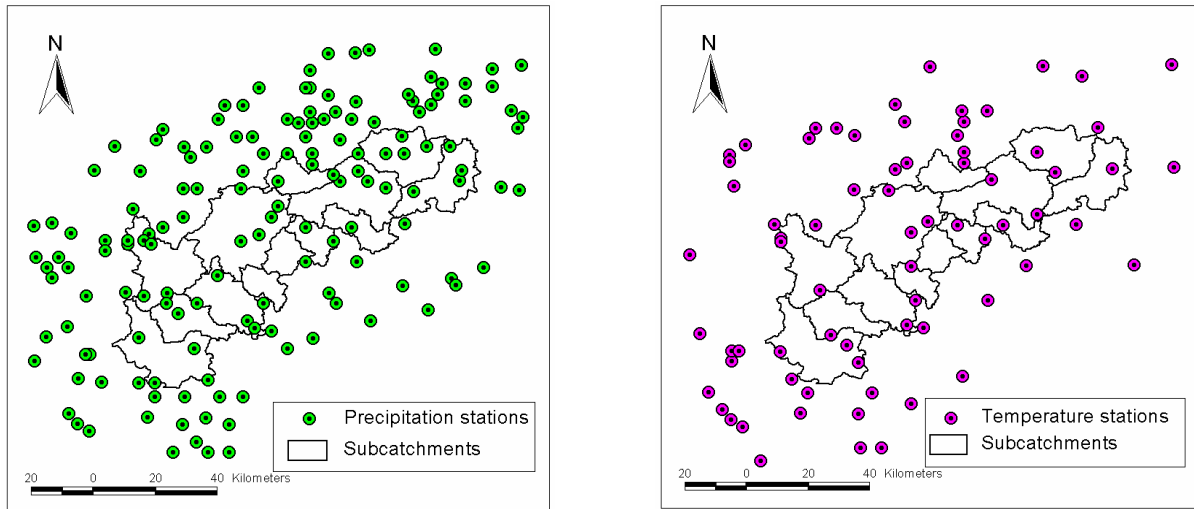 N
Precipitation stations
Subcatchments
20 0 20 40 Kilometers
N
Temperature stations
Subcatchments
20 0 20 40 Kilometers